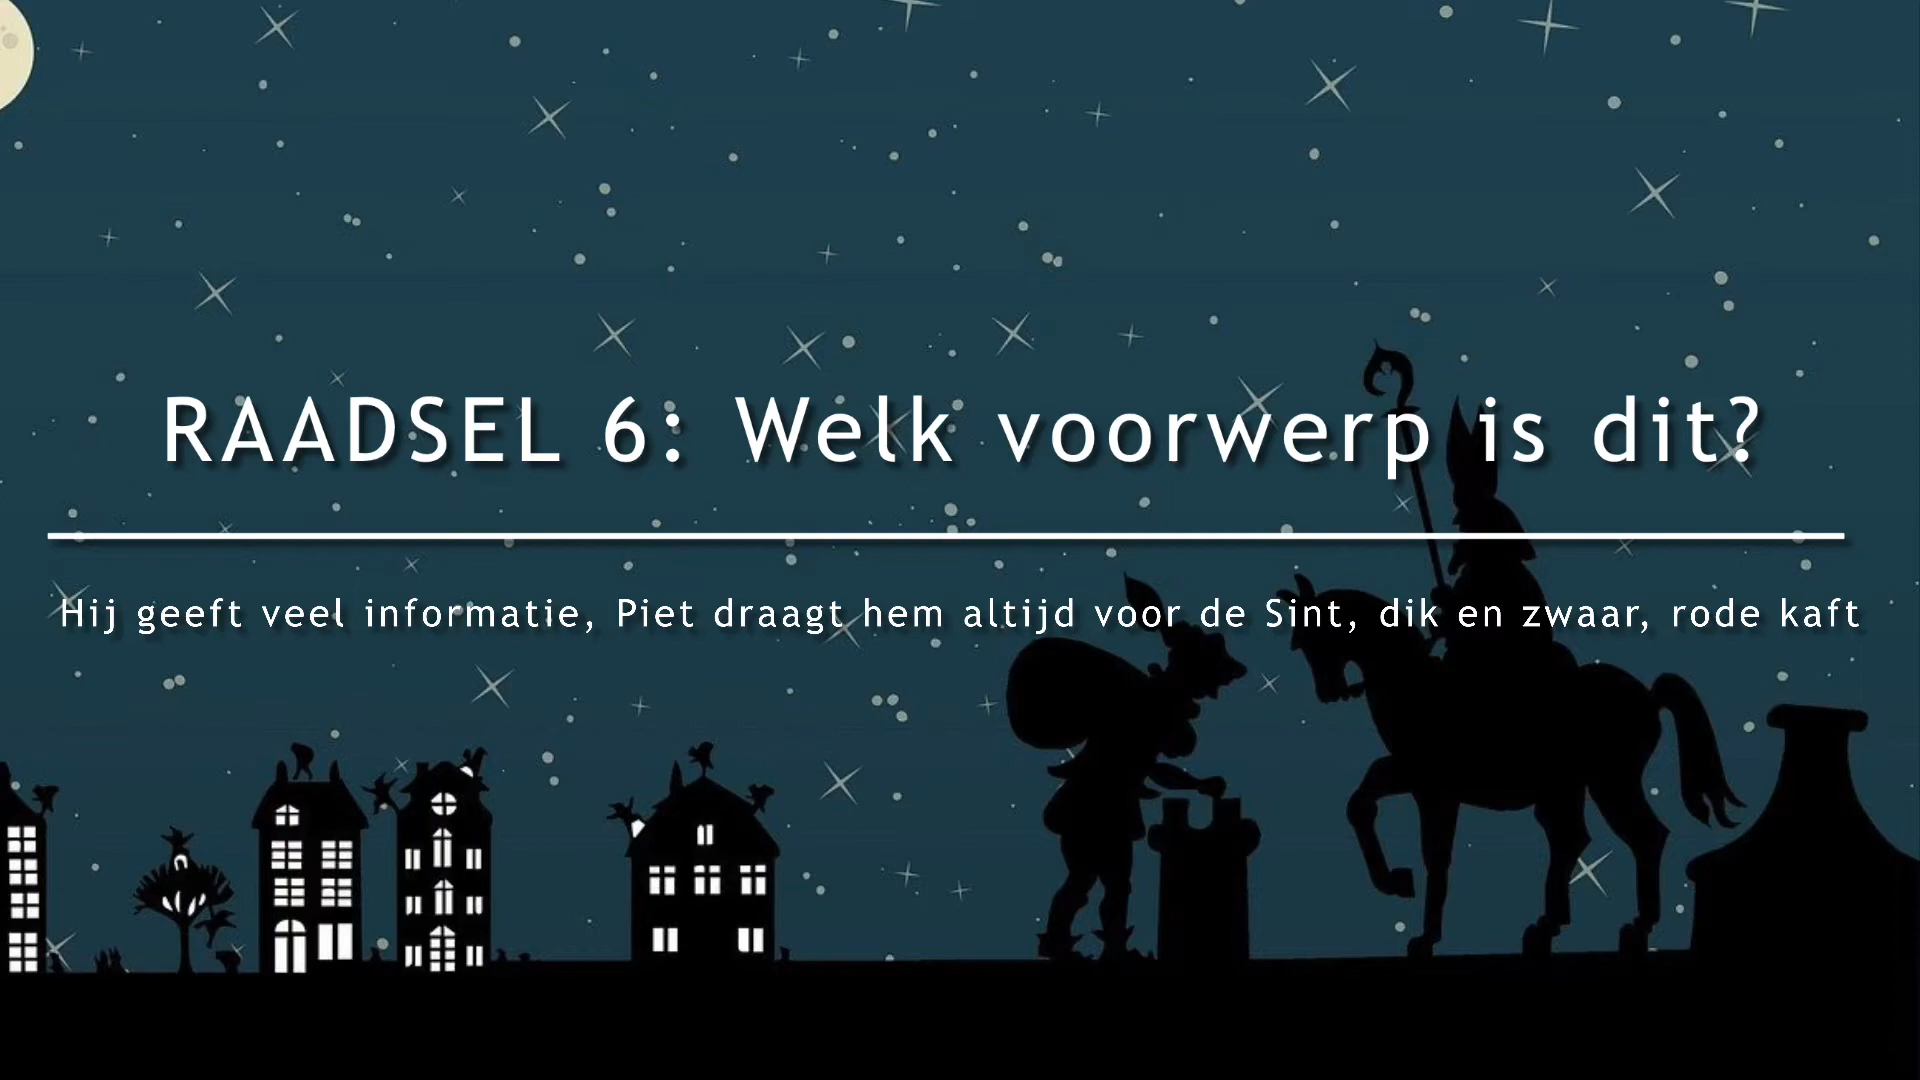 RAADSEL 6: Welk voorwerp is dit?
Hij geeft veel informatie, Piet draagt hem altijd voor de Sint, dik en zwaar, rode kaft